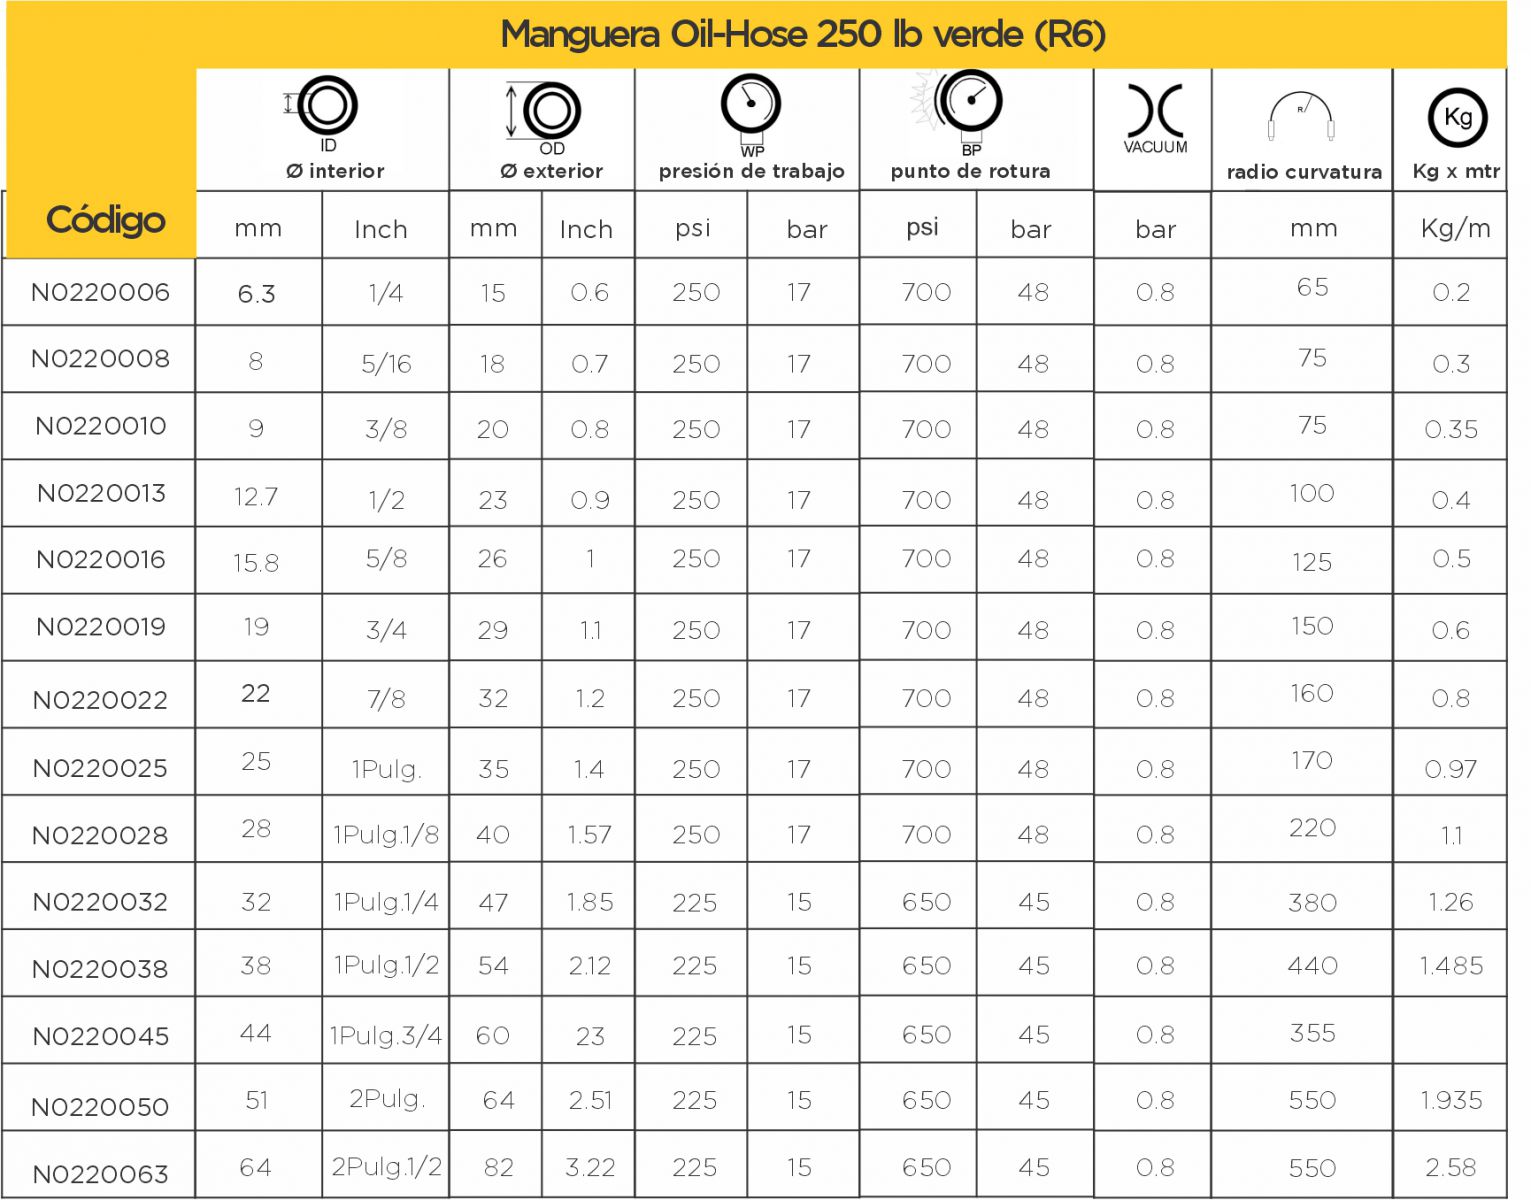 Manguera Oil-Hose 250 lb verde (R6)
ID OD WP BP VACUUM R Kg
Ø interior Ø exterior presión de trabajo punto de rotura radio curvatura Kg x mtr
Código mm Inch mm Inch psi bar psi bar bar mm Kg/m
N0220006 6.3 1/4 15 0.6 250 17 700 48 0.8 65 0.2
N0220008 8 5/16 18 0.7 250 17 700 48 0.8 75 0.3
N0220010 9 3/8 20 0.8 250 17 700 48 0.8 75 0.35
N0220013 12.7 1/2 23 0.9 250 17 700 48 0.8 100 0.4
N0220016 15.8 5/8 26 1 250 17 700 48 0.8 125 0.5
N0220019 19 3/4 29 1.1 250 17 700 48 0.8 150 0.6
N0220022 22 7/8 32 1.2 250 17 700 48 0.8 160 0.8
N0220025 25 1Pulg. 35 1.4 250 17 700 48 0.8 170 0.97
N0220028 28 1Pulg.1/8 40 1.57 250 17 700 48 0.8 220 1.1
N0220032 32 1Pulg.1/4 47 1.85 225 15 650 45 0.8 380 1.26
N0220038 38 1Pulg.1/2 54 2.12 225 15 650 45 0.8 440 1.485
N0220045 44 1Pulg.3/4 60 23 225 15 650 45 0.8 355
N0220050 51 2Pulg. 64 2.51 225 15 650 45 0.8 550 1.935
N0220063 64 2Pulg.1/2 82 3.22 225 15 650 45 0.8 550 2.58